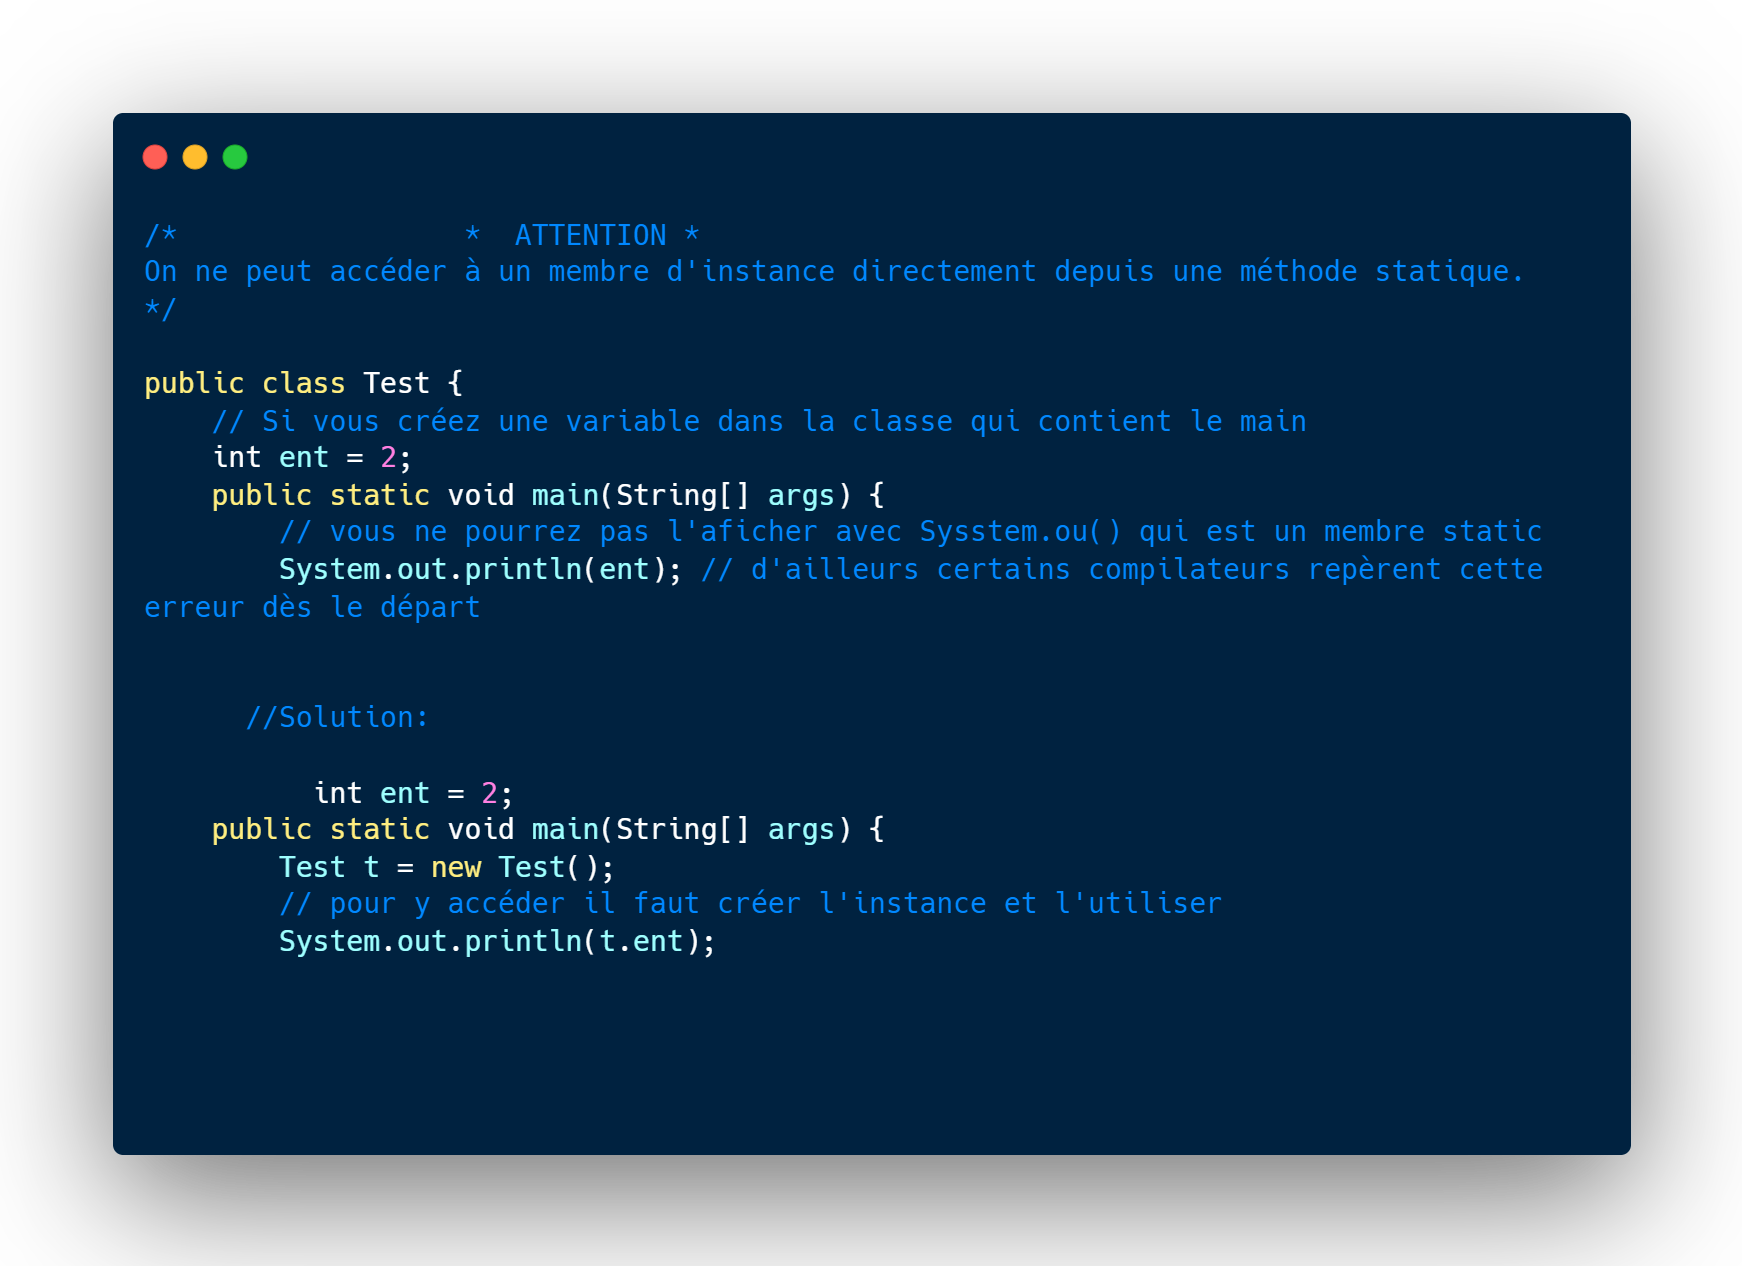 /*                 *  ATTENTION *
On ne peut accéder à un membre d'instance directement depuis une méthode statique.
*/
public class Test {
    // Si vous créez une variable dans la classe qui contient le main
    int ent = 2;
    public static void main(String[] args) {
        // vous ne pourrez pas l'aficher avec Sysstem.ou() qui est un membre static
        System.out.println(ent); // d'ailleurs certains compilateurs repèrent cette
erreur dès le départ
      //Solution:
          int ent = 2;
    public static void main(String[] args) {
        Test t = new Test();
        // pour y accéder il faut créer l'instance et l'utiliser
        System.out.println(t.ent);